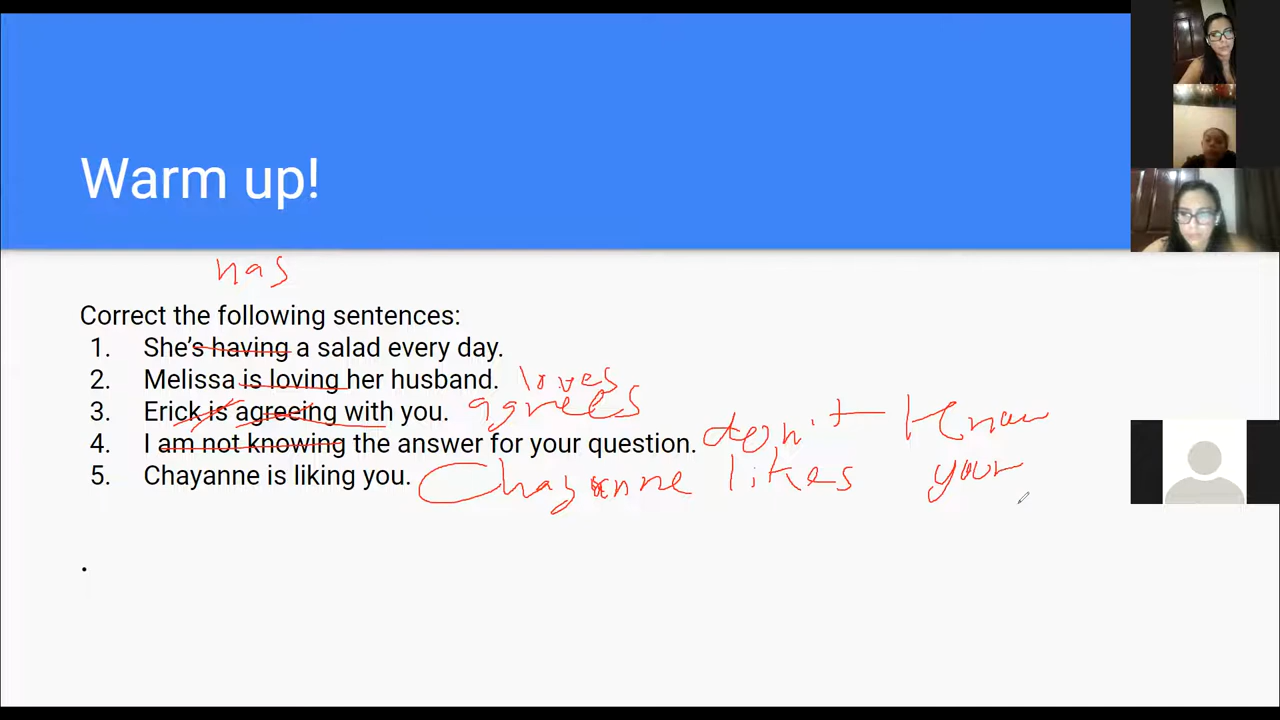 Warm up!
has
Correct the following sentences:
1. She's having a salad every day.
2. Melissa is loving her husband. loves
3. Erick is agreeing with you. agrees
4. I am not knowing the answer for your question. don't know
5. Chayanne is liking you. Chayanne likes your
.